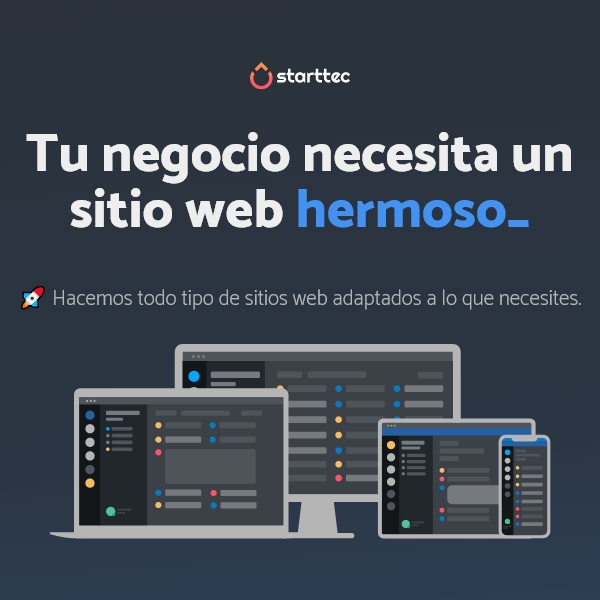 starttec
Tu negocio necesita un
sitio web hermoso_
🚀 Hacemos todo tipo de sitios web adaptados a lo que necesites.